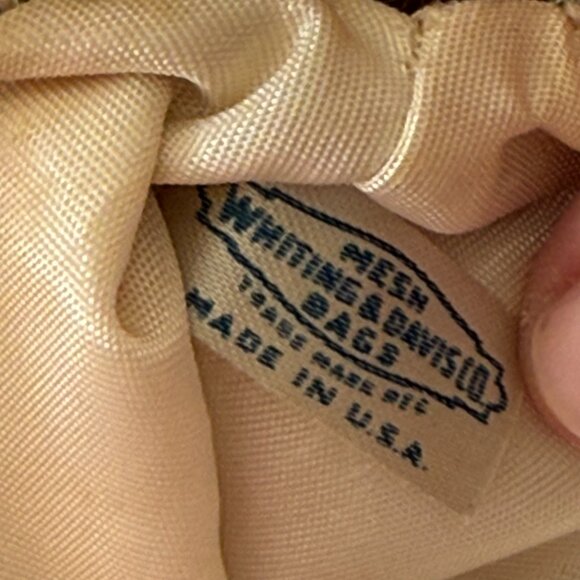 MESH
WHITING & DAVIS CO.
BAGS
TRADE MARK REG
MADE IN U.S.A.